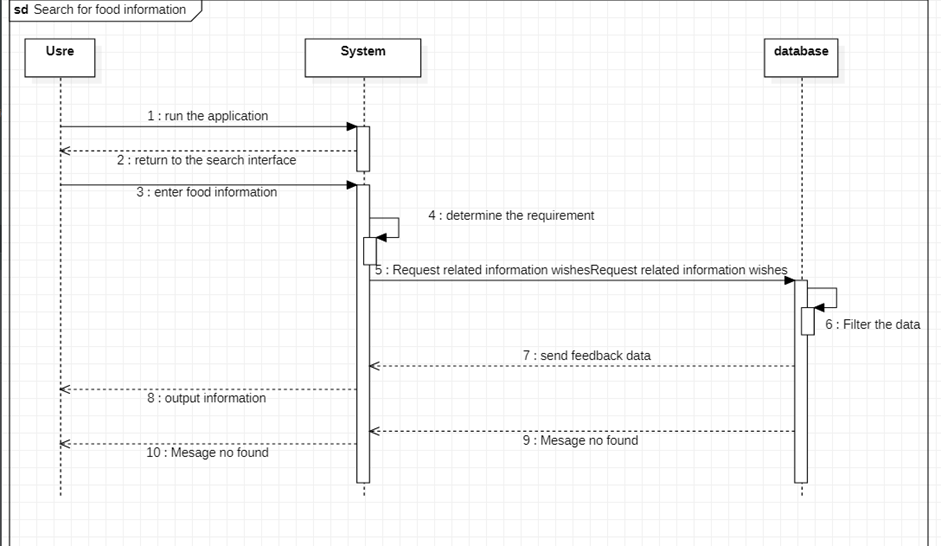 sd Search for food information
Usre
System
database
1 : run the application
2 : return to the search interface
3 : enter food information
4 : determine the requirement
5 : Request related information wishesRequest related information wishes
6 : Filter the data
7 : send feedback data
8 : output information
9 : Mesage no found
10 : Mesage no found